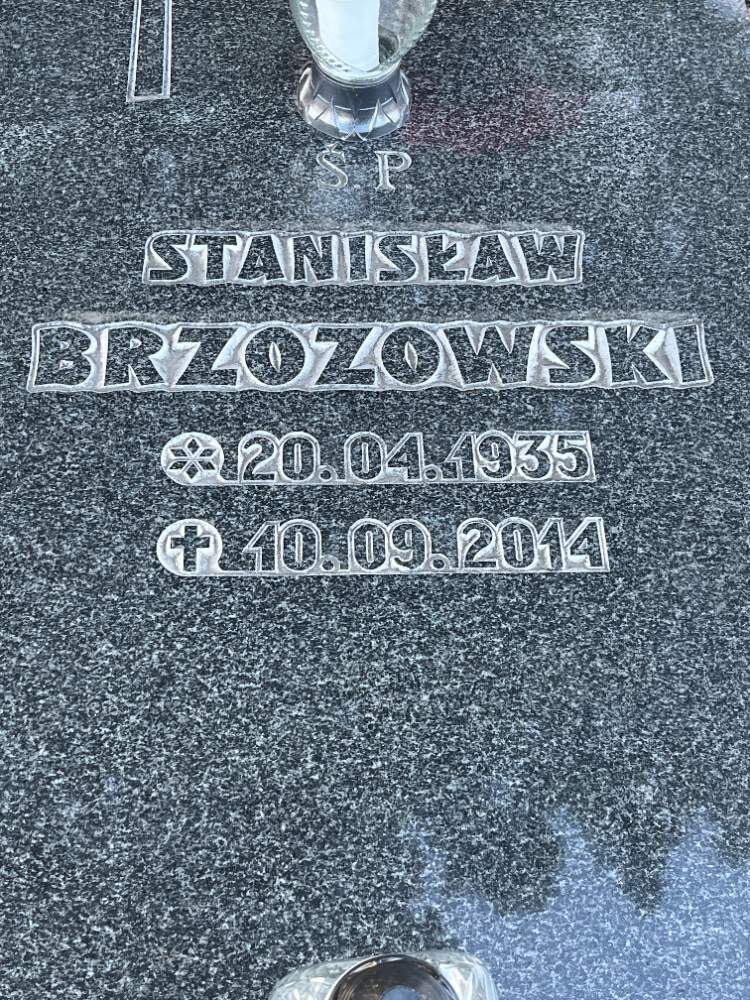 Ś. P
STANISŁAW
BRZOZOWSKI
20.04.1935
10.09.2014